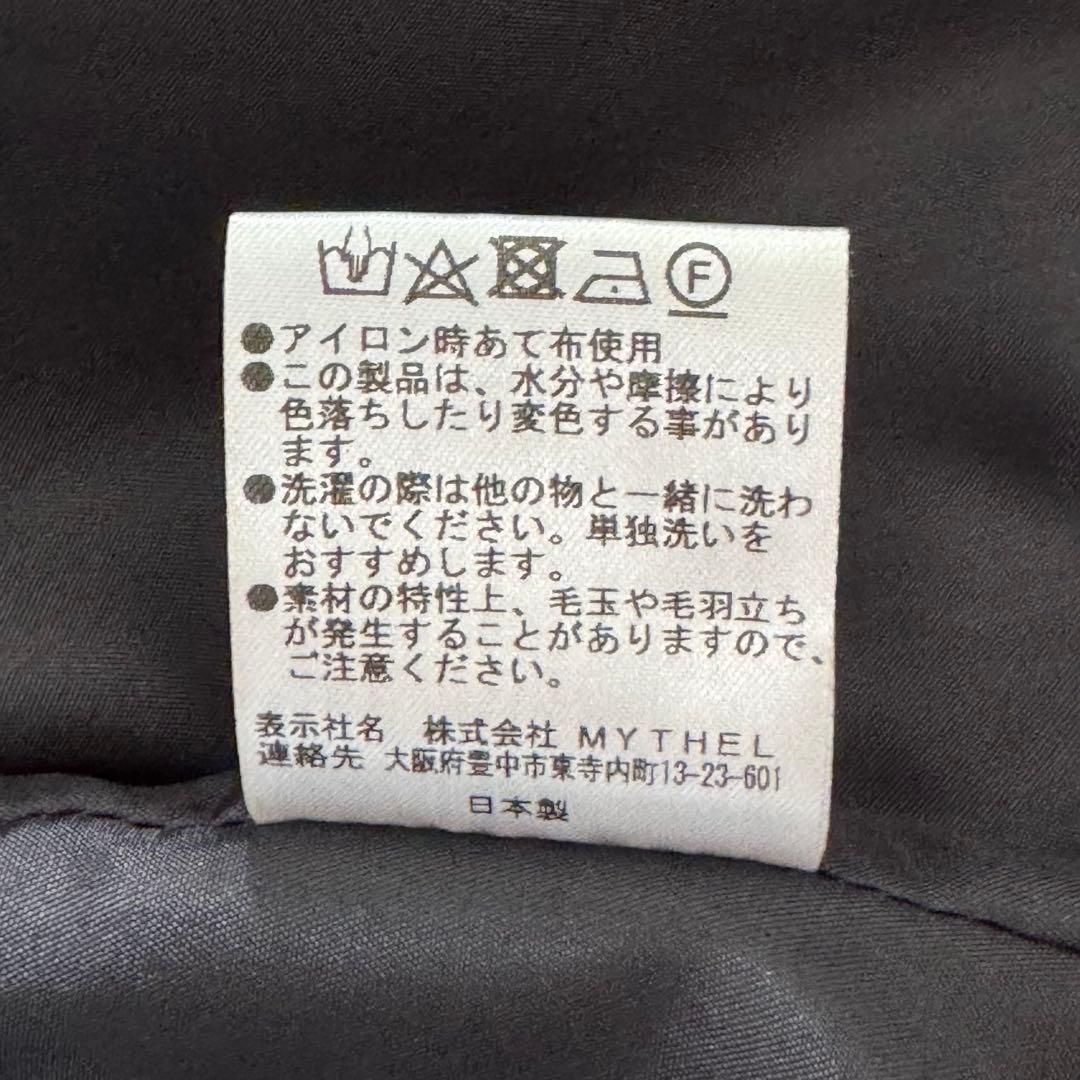 F
●アイロン時あて布使用
●この製品は、水分や摩擦により
色落ちしたり変色する事があり
ます。
●洗濯の際は他の物と一緒に洗わ
ないでください。単独洗いを
おすすめします。
●素材の特性上、毛玉や毛羽立ち
が発生することがありますので、
ご注意ください。
表示社名 株式会社 MYTHEL
連絡先 大阪府豊中市東寺内町13-23-601
日本製